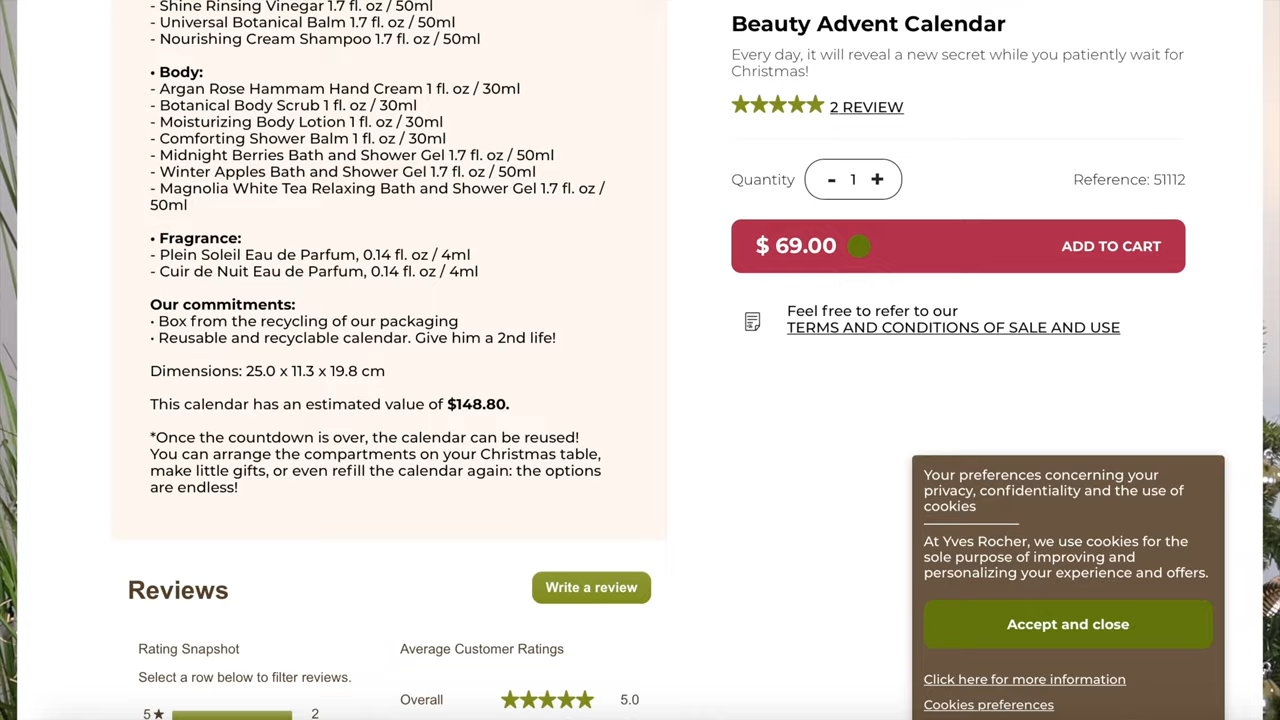 - Shine Rinsing Vinegar 1.7 fl. oz / 50ml
- Universal Botanical Balm 1.7 fl. oz / 50ml
- Nourishing Cream Shampoo 1.7 fl. oz / 50ml
• Body:
- Argan Rose Hammam Hand Cream 1 fl. oz / 30ml
- Botanical Body Scrub 1 fl. oz / 30ml
- Moisturizing Body Lotion 1 fl. oz / 30ml
- Comforting Shower Balm 1 fl. oz / 30ml
- Midnight Berries Bath and Shower Gel 1.7 fl. oz / 50ml
- Winter Apples Bath and Shower Gel 1.7 fl. oz / 50ml
- Magnolia White Tea Relaxing Bath and Shower Gel 1.7 fl. oz /
50ml
• Fragrance:
- Plein Soleil Eau de Parfum, 0.14 fl. oz / 4ml
- Cuir de Nuit Eau de Parfum, 0.14 fl. oz / 4ml
Our commitments:
• Box from the recycling of our packaging
• Reusable and recyclable calendar. Give him a 2nd life!
Dimensions: 25.0 x 11.3 x 19.8 cm
This calendar has an estimated value of $148.80.
*Once the countdown is over, the calendar can be reused!
You can arrange the compartments on your Christmas table,
make little gifts, or even refill the calendar again: the options
are endless!
Reviews
Write a review
Rating Snapshot
Select a row below to filter reviews.
5★ 2
Average Customer Ratings
Overall ★★★★★ 5.0
Beauty Advent Calendar
Every day, it will reveal a new secret while you patiently wait for
Christmas!
★★★★★ 2 REVIEW
Quantity - 1 + Reference: 51112
$ 69.00 ADD TO CART
Feel free to refer to our
TERMS AND CONDITIONS OF SALE AND USE
Your preferences concerning your
privacy, confidentiality and the use of
cookies
At Yves Rocher, we use cookies for the
sole purpose of improving and
personalizing your experience and offers.
Accept and close
Click here for more information
Cookies preferences